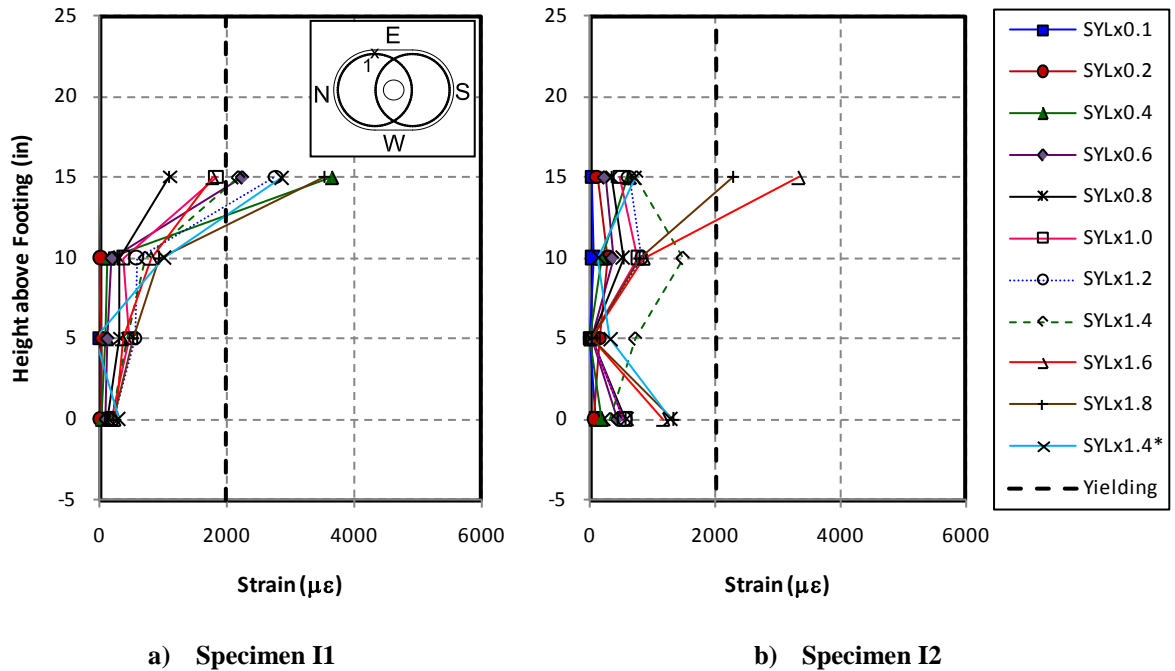 25
20
15
10
5
0
-5
Height above Footing (in)
0 2000 4000 6000
Strain (με)
E
1
N S
W
25
20
15
10
5
0
-5
0 2000 4000 6000
Strain (με)
SYLx0.1
SYLx0.2
SYLx0.4
SYLx0.6
SYLx0.8
SYLx1.0
SYLx1.2
SYLx1.4
SYLx1.6
SYLx1.8
SYLx1.4*
Yielding
a) Specimen I1
b) Specimen I2